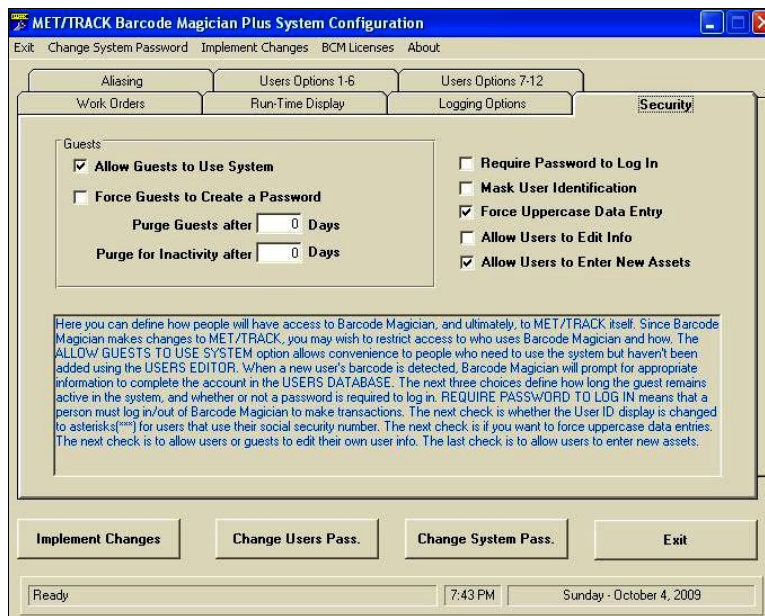 MET/TRACK Barcode Magician Plus System Configuration
Exit Change System Password Implement Changes BCM Licenses About
Aliasing Users Options 1-6 Users Options 7-12
Work Orders Run-Time Display Logging Options Security
Guests
Allow Guests to Use System
Force Guests to Create a Password
Purge Guests after 0 Days
Purge for Inactivity after 0 Days
Require Password to Log In
Mask User Identification
Force Uppercase Data Entry
Allow Users to Edit Info
Allow Users to Enter New Assets
Here you can define how people will have access to Barcode Magician, and ultimately, to MET/TRACK itself. Since Barcode
Magician makes changes to MET/TRACK, you may wish to restrict access to who uses Barcode Magician and how. The
ALLOW GUESTS TO USE SYSTEM option allows convenience to people who need to use the system but haven't been
added using the USERS EDITOR. When a new user's barcode is detected, Barcode Magician will prompt for appropriate
information to complete the account in the USERS DATABASE. The next three choices define how long the guest remains
active in the system, and whether or not a password is required to log in. REQUIRE PASSWORD TO LOG IN means that a
person must log in/out of Barcode Magician to make transactions. The next check is whether the User ID display is changed
to asterisks(***) for users that use their social security number. The next check is if you want to force uppercase data entries.
The next check is to allow users or guests to edit their own user info. The last check is to allow users to enter new assets.
Implement Changes Change Users Pass. Change System Pass. Exit
Ready 7:43 PM Sunday - October 4, 2009